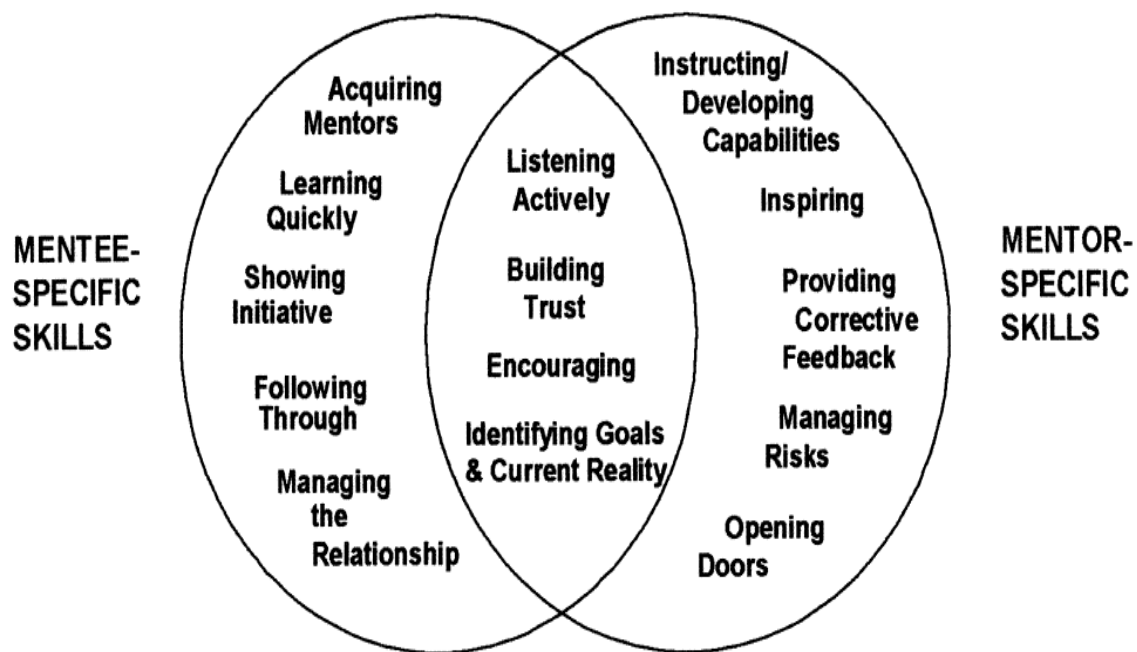 MENTEE-
SPECIFIC
SKILLS
Acquiring
Mentors
Learning
Quickly
Showing
Initiative
Following
Through
Managing
the
Relationship
Listening
Actively
Building
Trust
Encouraging
Identifying Goals
& Current Reality
Instructing/
Developing
Capabilities
Inspiring
Providing
Corrective
Feedback
Managing
Risks
Opening
Doors
MENTOR-
SPECIFIC
SKILLS